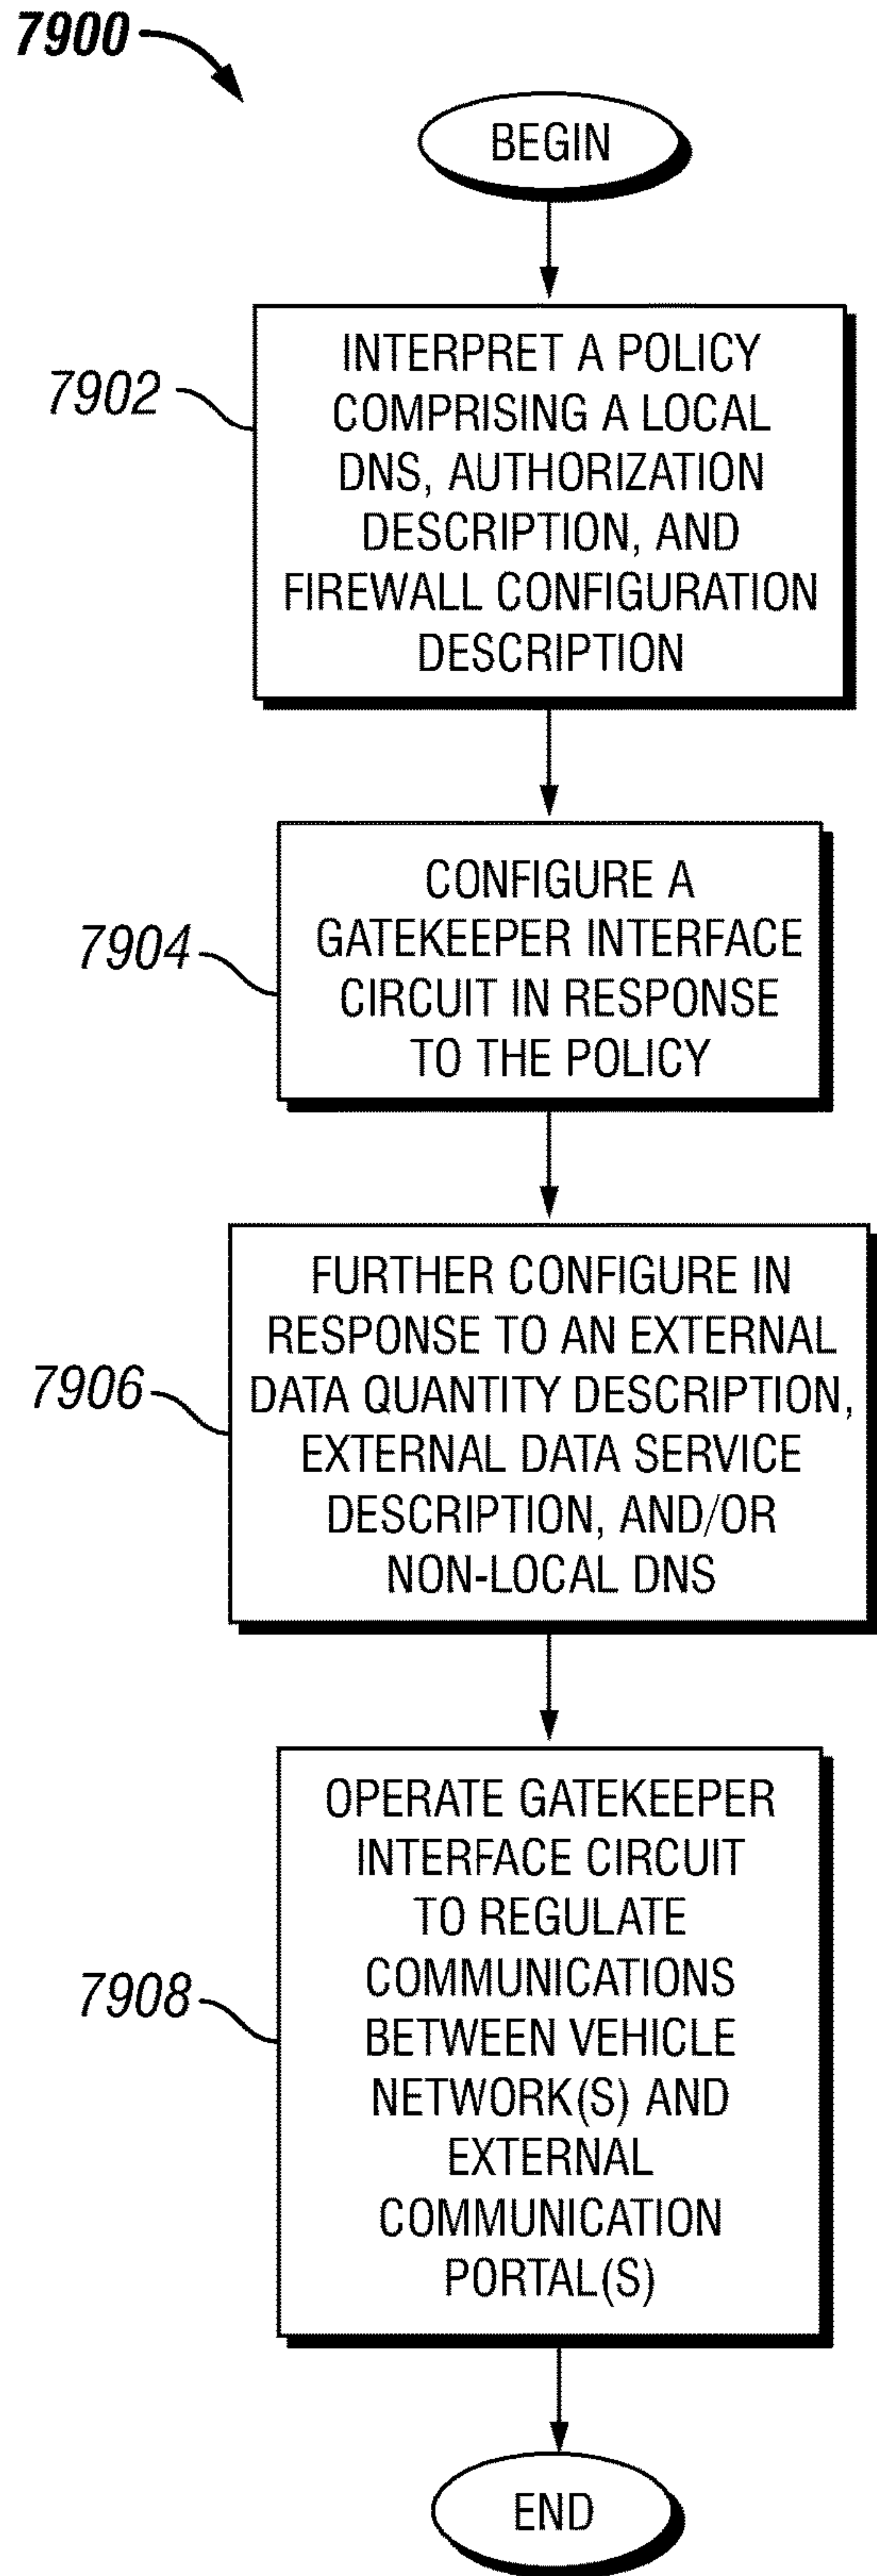 7900
BEGIN
7902
INTERPRET A POLICY
COMPRISING A LOCAL
DNS, AUTHORIZATION
DESCRIPTION, AND
FIREWALL CONFIGURATION
DESCRIPTION
7904
CONFIGURE A
GATEKEEPER INTERFACE
CIRCUIT IN RESPONSE
TO THE POLICY
7906
FURTHER CONFIGURE IN
RESPONSE TO AN EXTERNAL
DATA QUANTITY DESCRIPTION,
EXTERNAL DATA SERVICE
DESCRIPTION, AND/OR
NON-LOCAL DNS
7908
OPERATE GATEKEEPER
INTERFACE CIRCUIT
TO REGULATE
COMMUNICATIONS
BETWEEN VEHICLE
NETWORK(S) AND
EXTERNAL
COMMUNICATION
PORTAL(S)
END